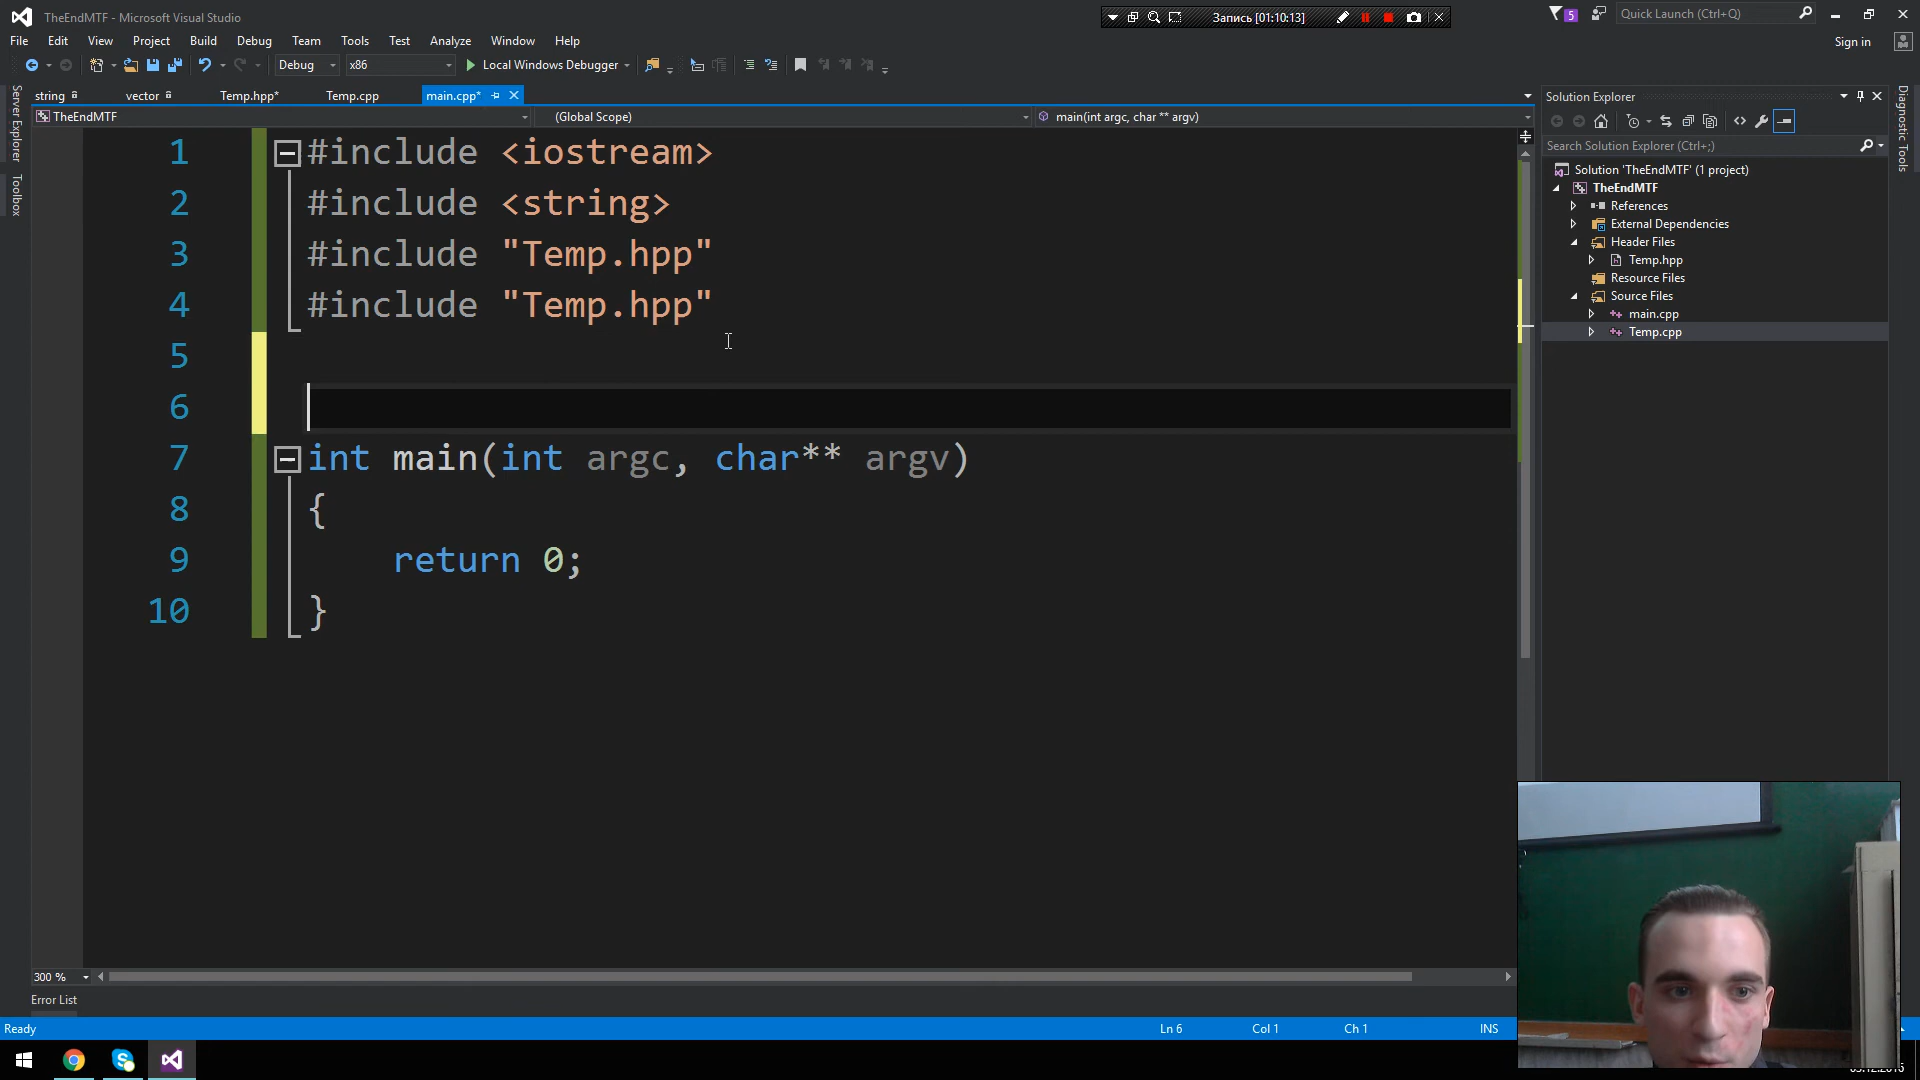 TheEndMTF - Microsoft Visual Studio
Запись [01:10:13]
5
Quick Launch (Ctrl+Q)
File Edit View Project Build Debug Team Tools Test Analyze Window Help
Sign in
Debug x86 Local Windows Debugger
string vector Temp.hpp* Temp.cpp main.cpp*
TheEndMTF (Global Scope) main(int argc, char ** argv)
Server Explorer
Toolbox
1 #include <iostream>
2 #include <string>
3 #include "Temp.hpp"
4 #include "Temp.hpp"
5
6
7 int main(int argc, char** argv)
8 {
9 return 0;
10 }
Solution Explorer
Search Solution Explorer (Ctrl+;)
Solution 'TheEndMTF' (1 project)
TheEndMTF
References
External Dependencies
Header Files
Temp.hpp
Resource Files
Source Files
main.cpp
Temp.cpp
Diagnostic Tools
300 %
Error List
Ready Ln 6 Col 1 Ch 1 INS